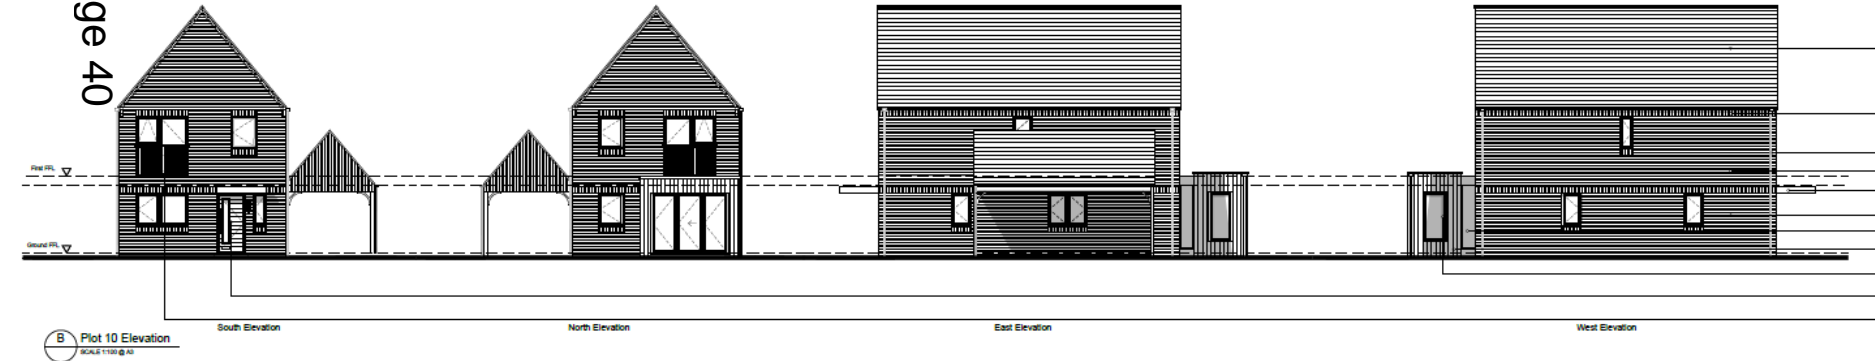 ge 40
First FFL
Ground FFL
South Elevation
North Elevation
East Elevation
West Elevation
B
Plot 10 Elevation
SCALE 1:100 @ A0